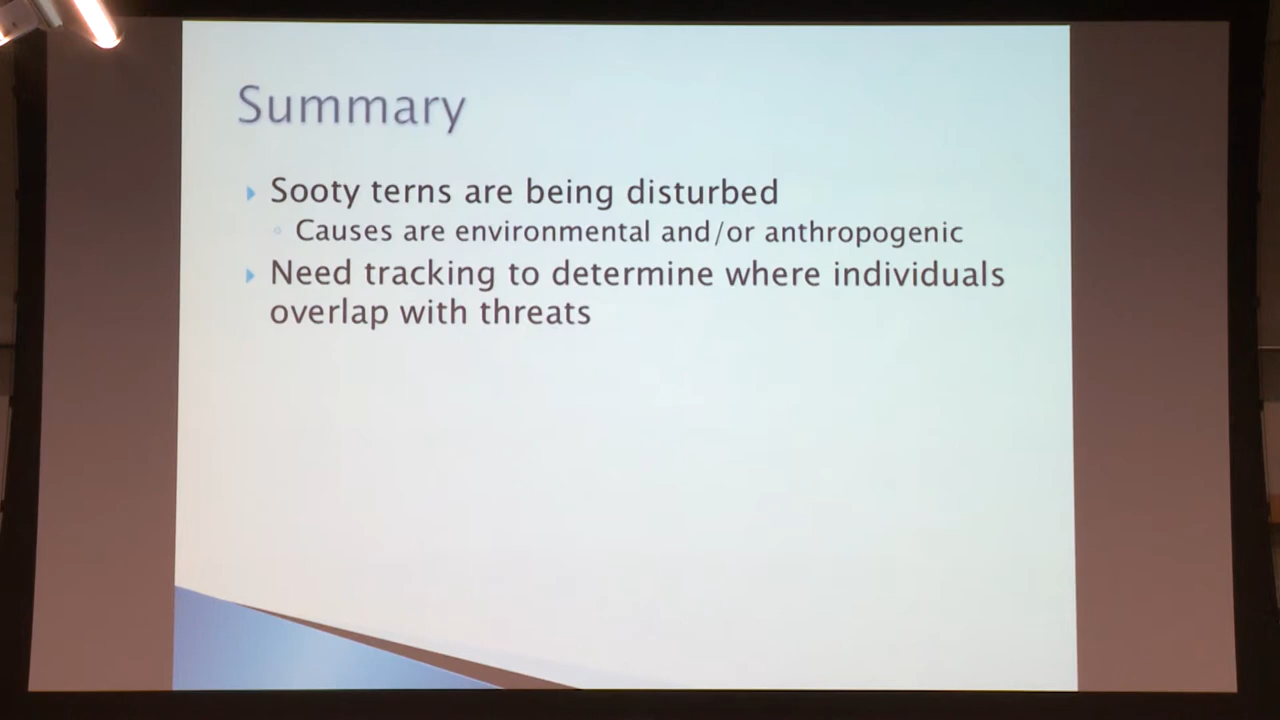 Summary
Sooty terns are being disturbed
Causes are environmental and/or anthropogenic
Need tracking to determine where individuals
overlap with threats